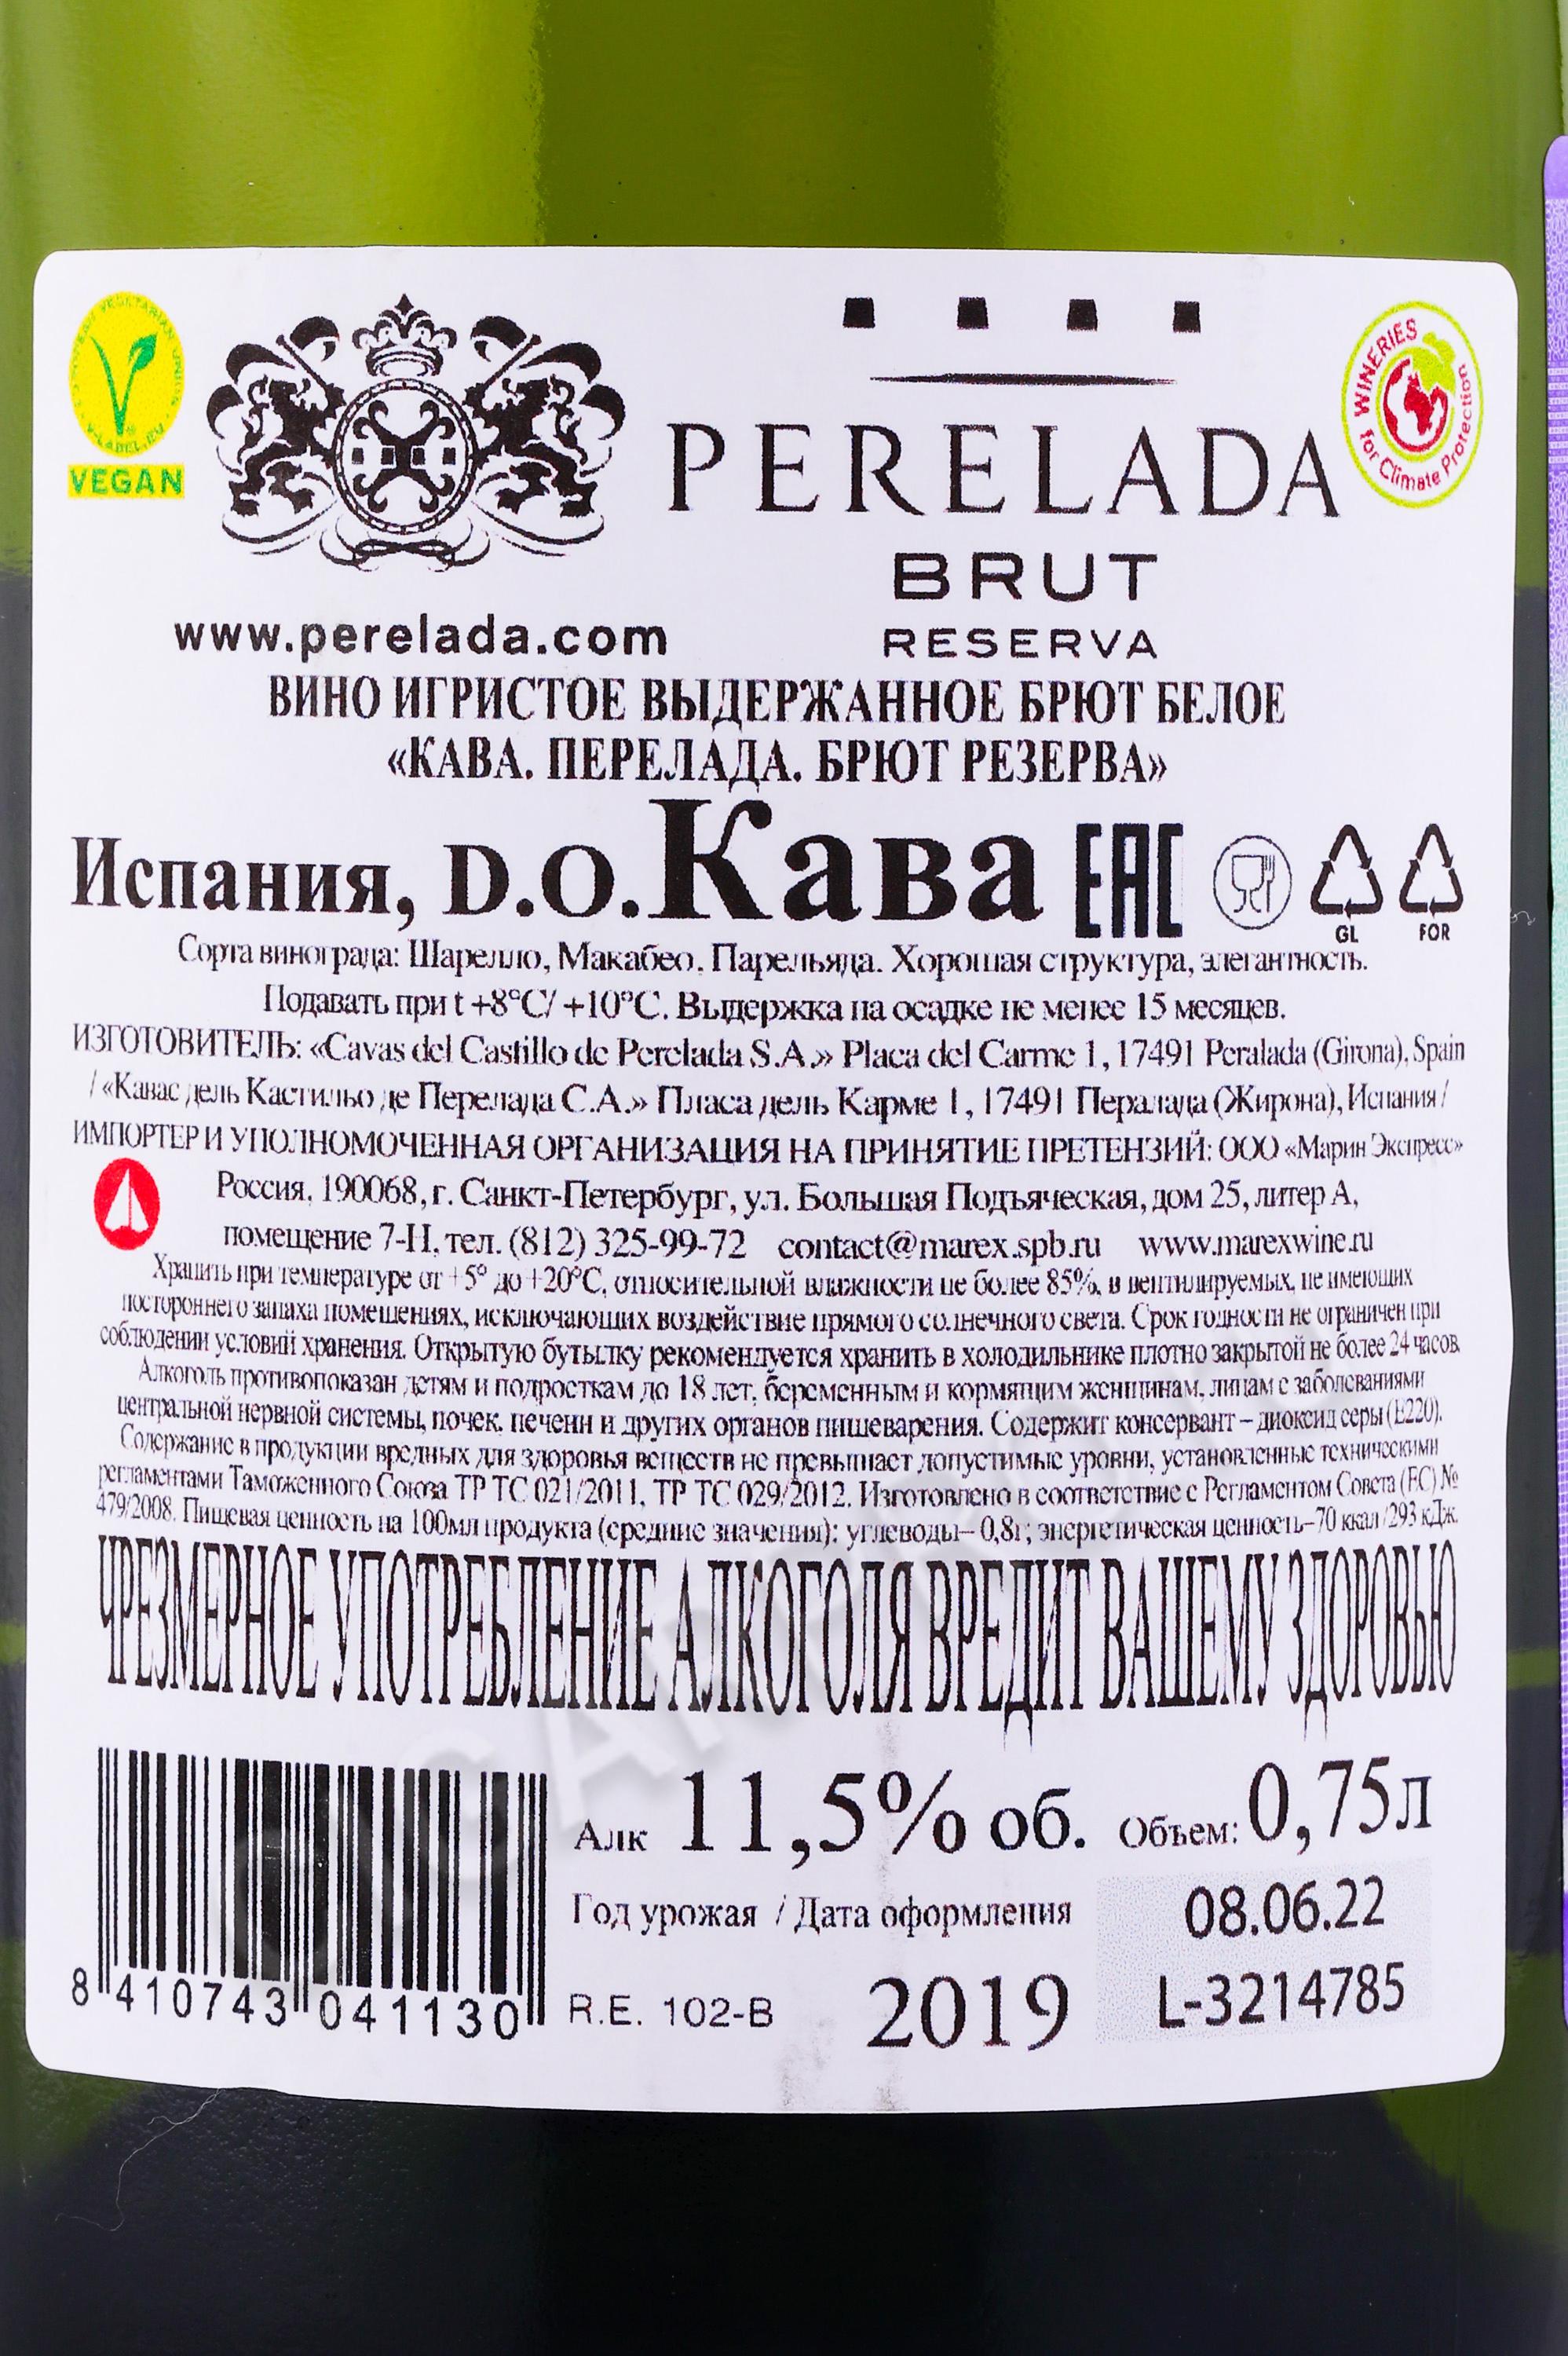 VEGAN
V-LABEL.EU
WINERIES
for Climate Protection
PERELADA
BRUT
RESERVA
www.perelada.com
ВИНО ИГРИСТОЕ ВЫДЕРЖАННОЕ БРЮТ БЕЛОЕ
«КАВА. ПЕРЕЛАДА. БРЮТ РЕЗЕРВА»
Испания, D.O.Кава EAC
GL FOR
Сорта винограда: Шарелло, Макабео, Парельяда. Хорошая структура, элегантность.
Подавать при t +8°C/ +10°C. Выдержка на осадке не менее 15 месяцев.
ИЗГОТОВИТЕЛЬ: «Cavas del Castillo de Perelada S.A.» Placa del Carme 1, 17491 Peralada (Girona), Spain
/ «Кавас дель Кастильо де Перелада С.А.» Пласа дель Карме 1, 17491 Пералада (Жирона), Испания /
ИМПОРТЕР И УПОЛНОМОЧЕННАЯ ОРГАНИЗАЦИЯ НА ПРИНЯТИЕ ПРЕТЕНЗИЙ: ООО «Марин Экспресс»
Россия, 190068, г. Санкт-Петербург, ул. Большая Подъяческая, дом 25, литер А,
помещение 7-Н, тел. (812) 325-99-72 contact@marex.spb.ru www.marexwine.ru
Хранить при температуре от +5° до +20°C, относительной влажности не более 85%, в вентилируемых, не имеющих
постороннего запаха помещениях, исключающих воздействие прямого солнечного света. Срок годности не ограничен при
соблюдении условий хранения. Открытую бутылку рекомендуется хранить в холодильнике плотно закрытой не более 24 часов.
Алкоголь противопоказан детям и подросткам до 18 лет, беременным и кормящим женщинам, лицам с заболеваниями
центральной нервной системы, почек, печени и других органов пищеварения. Содержит консервант – диоксид серы (E220).
Содержание в продукции вредных для здоровья веществ не превышает допустимые уровни, установленные техническими
регламентами Таможенного Союза ТР ТС 021/2011, ТР ТС 029/2012. Изготовлено в соответствие с Регламентом Совета (ЕС) №
479/2008. Пищевая ценность на 100мл продукта (средние значения): углеводы– 0,8г; энергетическая ценность–70 ккал /293 кДж.
ЧРЕЗМЕРНОЕ УПОТРЕБЛЕНИЕ АЛКОГОЛЯ ВРЕДИТ ВАШЕМУ ЗДОРОВЬЮ
Алк 11,5% об. Объем: 0,75л
Год урожая / Дата оформления 08.06.22
8 410743 041130 R.E. 102-B 2019 L-3214785